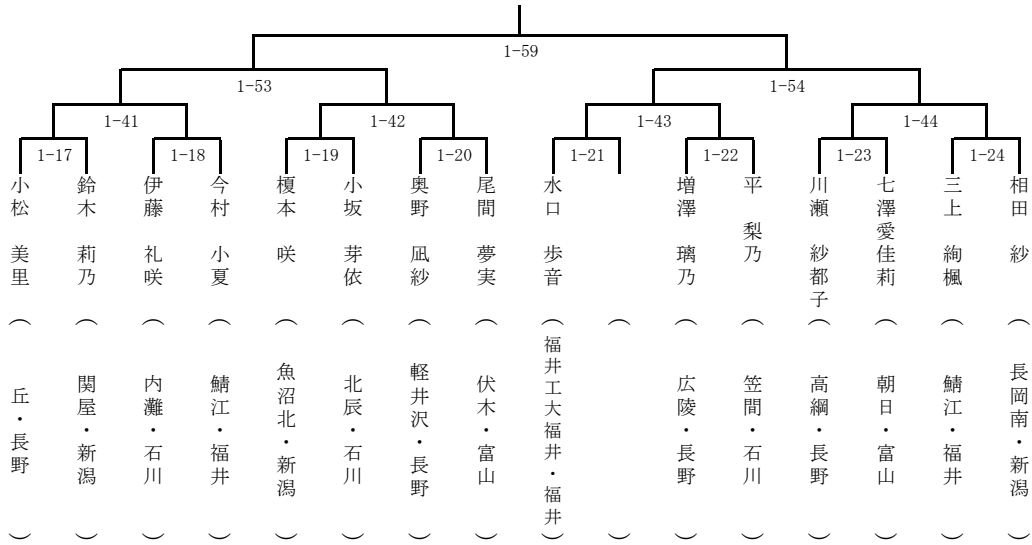 1-59
1-53
1-54
1-41
1-42
1-43
1-44
1-17
1-18
1-19
1-20
1-21
1-22
1-23
1-24
小松 美里
鈴木 莉乃
伊藤 礼咲
今村 小夏
榎本 咲
小坂 芽依
奥野 凪紗
尾間 夢実
水口 歩音
増澤 璃乃
平 梨乃
川瀬 紗都子
七澤愛佳莉
三上 絢楓
相田 紗
(丘・長野)
(関屋・新潟)
(内灘・石川)
(鯖江・福井)
(魚沼北・新潟)
(北辰・石川)
(軽井沢・長野)
(伏木・富山)
(福井工大福井・福井)
( )
(広陵・長野)
(笠間・石川)
(高綱・長野)
(朝日・富山)
(鯖江・福井)
(長岡南・新潟)